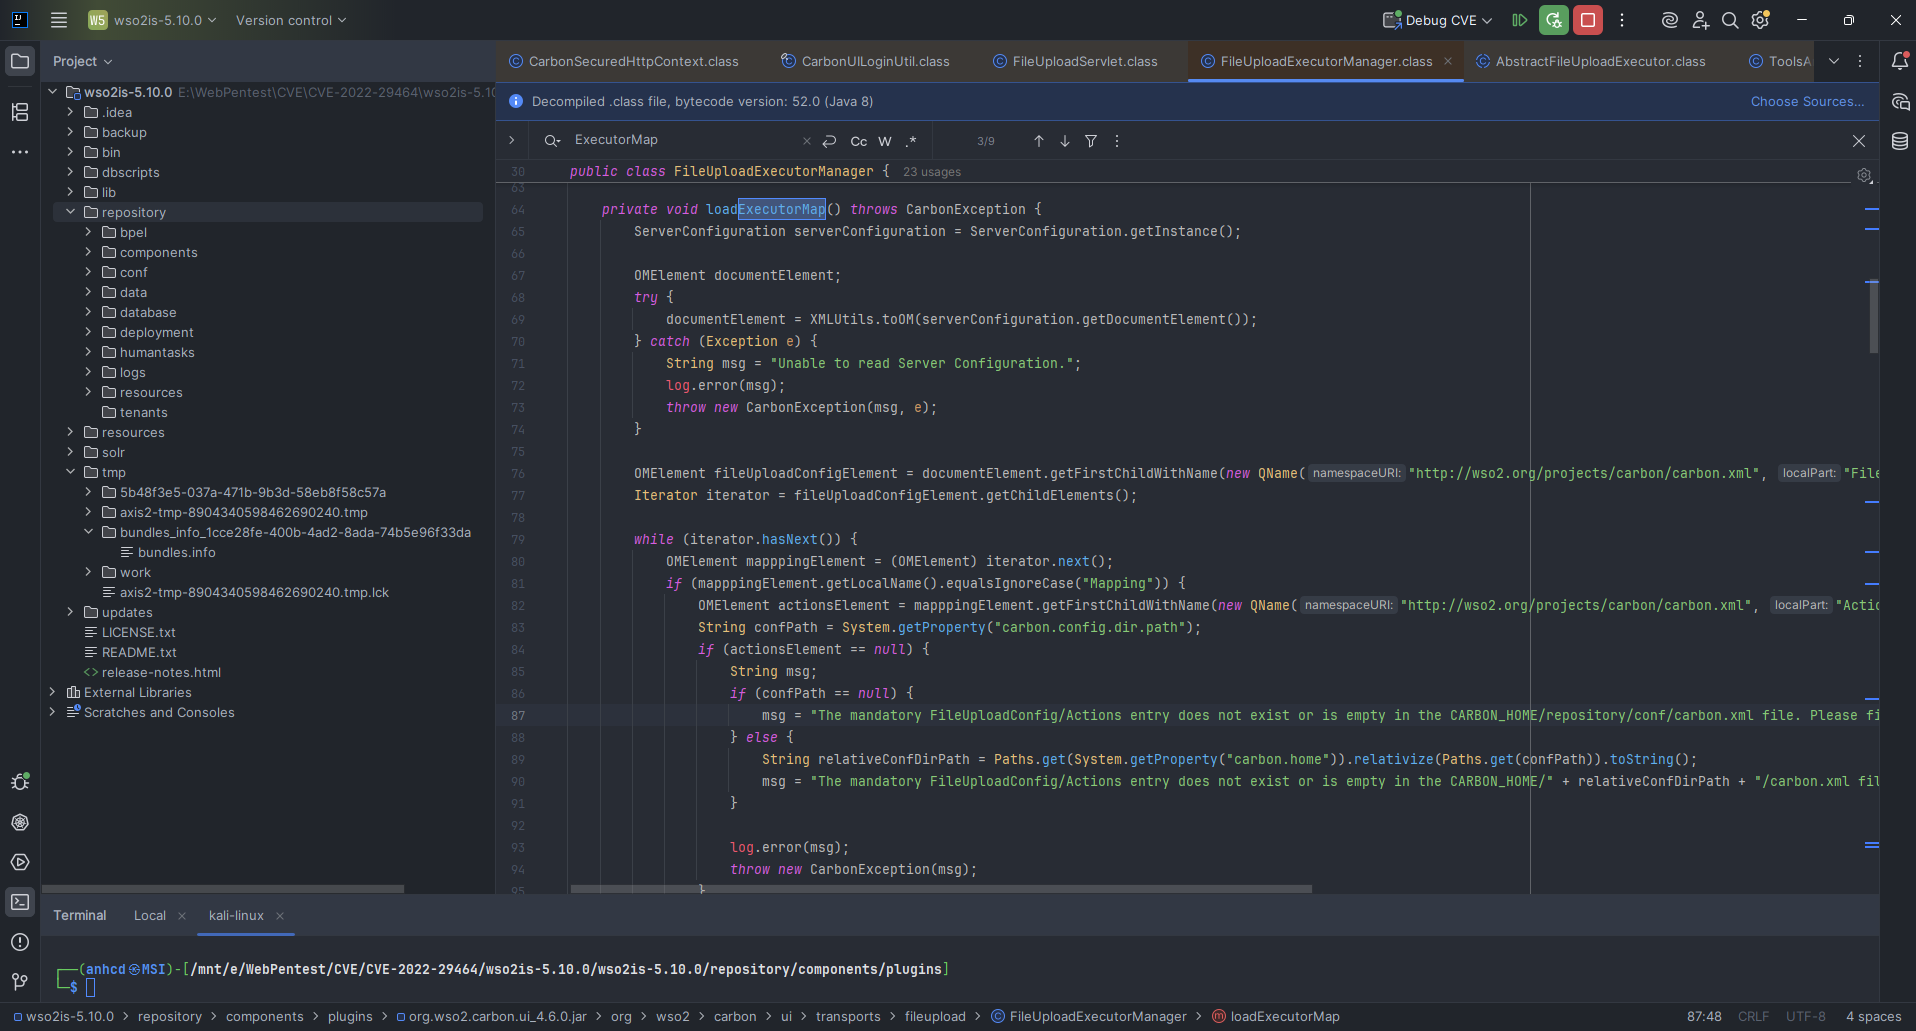 W5 wso2is-5.10.0 Version control Debug CVE
Project
CarbonSecuredHttpContext.class CarbonUILoginUtil.class FileUploadServlet.class FileUploadExecutorManager.class AbstractFileUploadExecutor.class ToolsA
wso2is-5.10.0 E:\WebPentest\CVE\CVE-2022-29464\wso2is-5.10
.idea
backup
bin
dbscripts
lib
repository
bpel
components
conf
data
database
deployment
humantasks
logs
resources
tenants
resources
solr
tmp
5b48f3e5-037a-471b-9b3d-58eb8f58c57a
axis2-tmp-8904340598462690240.tmp
bundles_info_1cce28fe-400b-4ad2-8ada-74b5e96f33da
bundles.info
work
axis2-tmp-8904340598462690240.tmp.lck
updates
LICENSE.txt
README.txt
<> release-notes.html
External Libraries
Scratches and Consoles
Decompiled .class file, bytecode version: 52.0 (Java 8) Choose Sources...
ExecutorMap Cc W .* 3/9
30 public class FileUploadExecutorManager { 23 usages
63
64 private void loadExecutorMap() throws CarbonException {
65 ServerConfiguration serverConfiguration = ServerConfiguration.getInstance();
66
67 OMElement documentElement;
68 try {
69 documentElement = XMLUtils.toOM(serverConfiguration.getDocumentElement());
70 } catch (Exception e) {
71 String msg = "Unable to read Server Configuration.";
72 log.error(msg);
73 throw new CarbonException(msg, e);
74 }
75
76 OMElement fileUploadConfigElement = documentElement.getFirstChildWithName(new QName( namespaceURI: "http://wso2.org/projects/carbon/carbon.xml", localPart: "File
77 Iterator iterator = fileUploadConfigElement.getChildElements();
78
79 while (iterator.hasNext()) {
80 OMElement mapppingElement = (OMElement) iterator.next();
81 if (mapppingElement.getLocalName().equalsIgnoreCase("Mapping")) {
82 OMElement actionsElement = mapppingElement.getFirstChildWithName(new QName( namespaceURI: "http://wso2.org/projects/carbon/carbon.xml", localPart: "Actio
83 String confPath = System.getProperty("carbon.config.dir.path");
84 if (actionsElement == null) {
85 String msg;
86 if (confPath == null) {
87 msg = "The mandatory FileUploadConfig/Actions entry does not exist or is empty in the CARBON_HOME/repository/conf/carbon.xml file. Please fi
88 } else {
89 String relativeConfDirPath = Paths.get(System.getProperty("carbon.home")).relativize(Paths.get(confPath)).toString();
90 msg = "The mandatory FileUploadConfig/Actions entry does not exist or is empty in the CARBON_HOME/" + relativeConfDirPath + "/carbon.xml fil
91 }
92
93 log.error(msg);
94 throw new CarbonException(msg);
95 }
Terminal Local kali-linux
(anhcd㉿MSI)-[/mnt/e/WebPentest/CVE/CVE-2022-29464/wso2is-5.10.0/wso2is-5.10.0/repository/components/plugins]
$
wso2is-5.10.0 > repository > components > plugins > org.wso2.carbon.ui_4.6.0.jar > org > wso2 > carbon > ui > transports > fileupload > FileUploadExecutorManager > loadExecutorMap 87:48 CRLF UTF-8 4 spaces